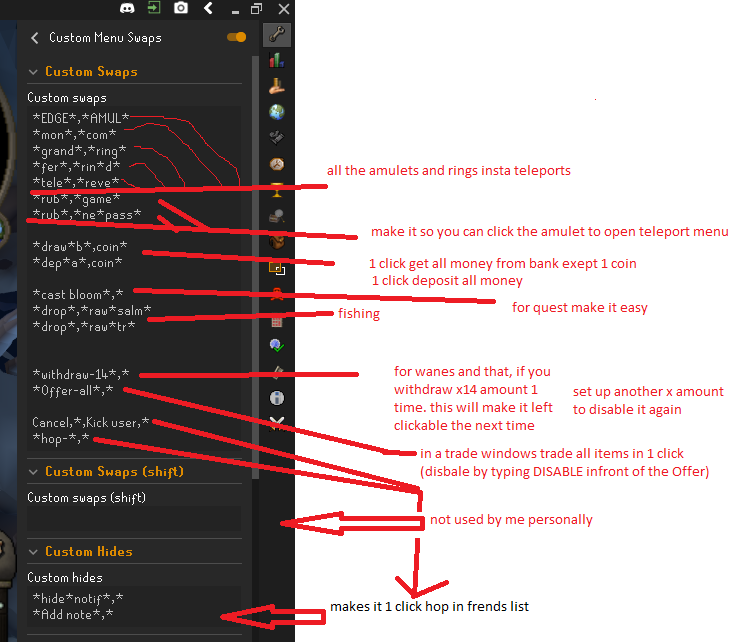 Custom Menu Swaps
Custom Swaps
Custom swaps
*EDGE*,*AMUL*
*mon*,*com*
*grand*,*ring*
*fer*,*rin*d*
*tele*,*reve*
*rub*,*game*
*rub*,*ne*pass*
all the amulets and rings insta teleports
make it so you can click the amulet to open teleport menu
*draw*b*,coin*
*dep*a*,coin*
1 click get all money from bank exept 1 coin
1 click deposit all money
*cast bloom*,*
*drop*,*raw*salm*
*drop*,*raw*tr*
for quest make it easy
fishing
*withdraw-14*,*
*Offer-all*,*
for wanes and that, if you
withdraw x14 amount 1
time. this will make it left
clickable the next time
set up another x amount
to disable it again
Cancel,*,Kick user,*
*hop-*,*
in a trade windows trade all items in 1 click
(disbale by typing DISABLE infront of the Offer)
Custom Swaps (shift)
Custom swaps (shift)
not used by me personally
Custom Hides
Custom hides
*hide*notif*,*
*Add note*,*
makes it 1 click hop in frends list